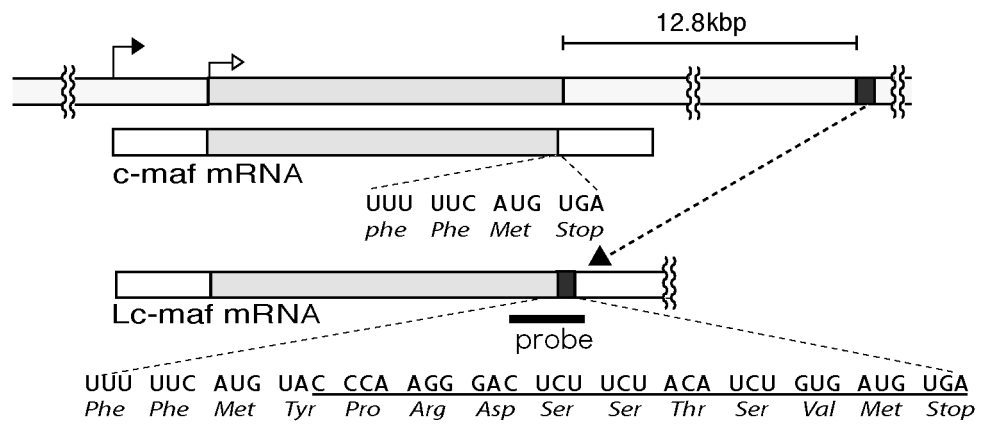 12.8kbp
c-maf mRNA
UUU UUC AUG UGA
phe Phe Met Stop
Lc-maf mRNA
probe
UUU UUC AUG UAC CCA AGG GAC UCU UCU ACA UCU GUG AUG UGA
Phe Phe Met Tyr Pro Arg Asp Ser Ser Thr Ser Val Met Stop